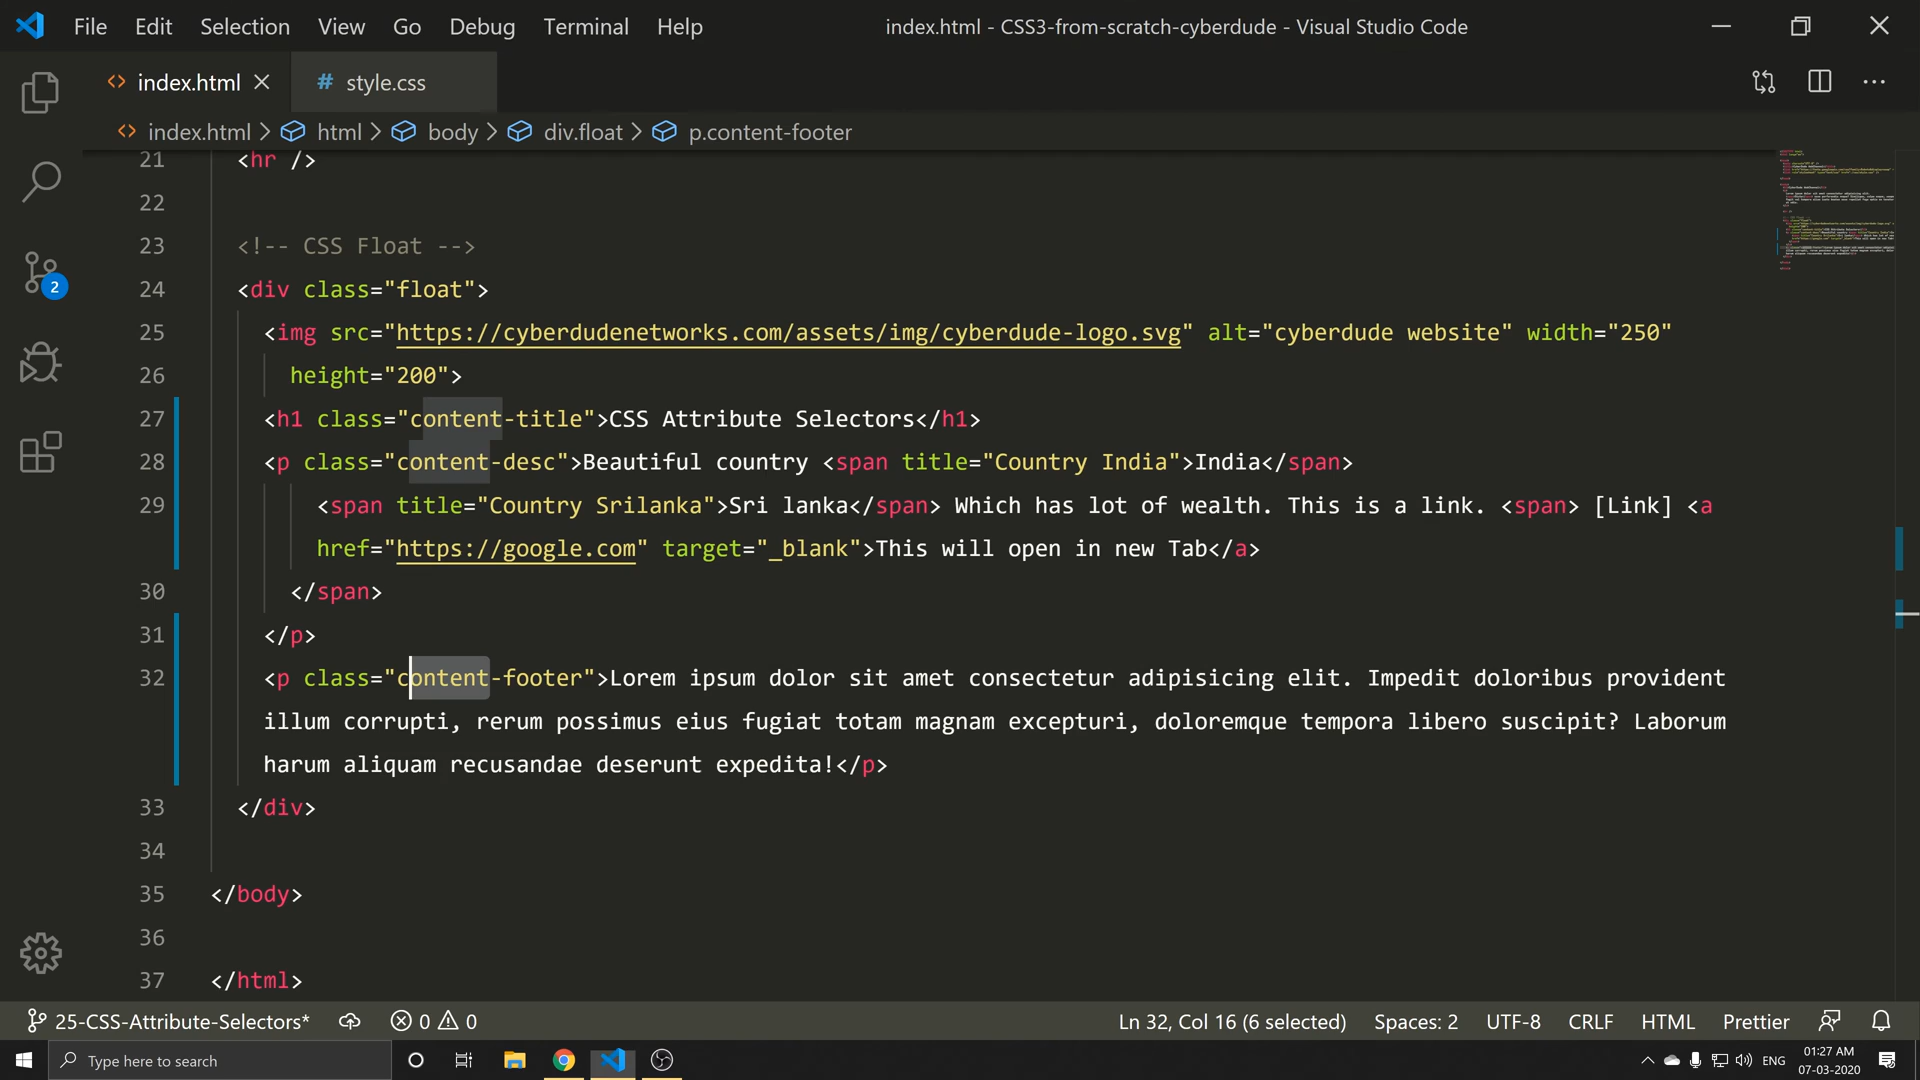 File Edit Selection View Go Debug Terminal Help
index.html - CSS3-from-scratch-cyberdude - Visual Studio Code
index.html
# style.css
index.html > html > body > div.float > p.content-footer
21 <hr />
22
23 <!-- CSS Float -->
24 <div class="float">
25 <img src="https://cyberdudenetworks.com/assets/img/cyberdude-logo.svg" alt="cyberdude website" width="250"
26 height="200">
27 <h1 class="content-title">CSS Attribute Selectors</h1>
28 <p class="content-desc">Beautiful country <span title="Country India">India</span>
29 <span title="Country Srilanka">Sri lanka</span> Which has lot of wealth. This is a link. <span> [Link] <a
href="https://google.com" target="_blank">This will open in new Tab</a>
30 </span>
31 </p>
32 <p class="content-footer">Lorem ipsum dolor sit amet consectetur adipisicing elit. Impedit doloribus provident
illum corrupti, rerum possimus eius fugiat totam magnam excepturi, doloremque tempora libero suscipit? Laborum
harum aliquam recusandae deserunt expedita!</p>
33 </div>
34
35 </body>
36
37 </html>
2
25-CSS-Attribute-Selectors* 0 0
Ln 32, Col 16 (6 selected) Spaces: 2 UTF-8 CRLF HTML Prettier
Type here to search
ENG
01:27 AM
07-03-2020